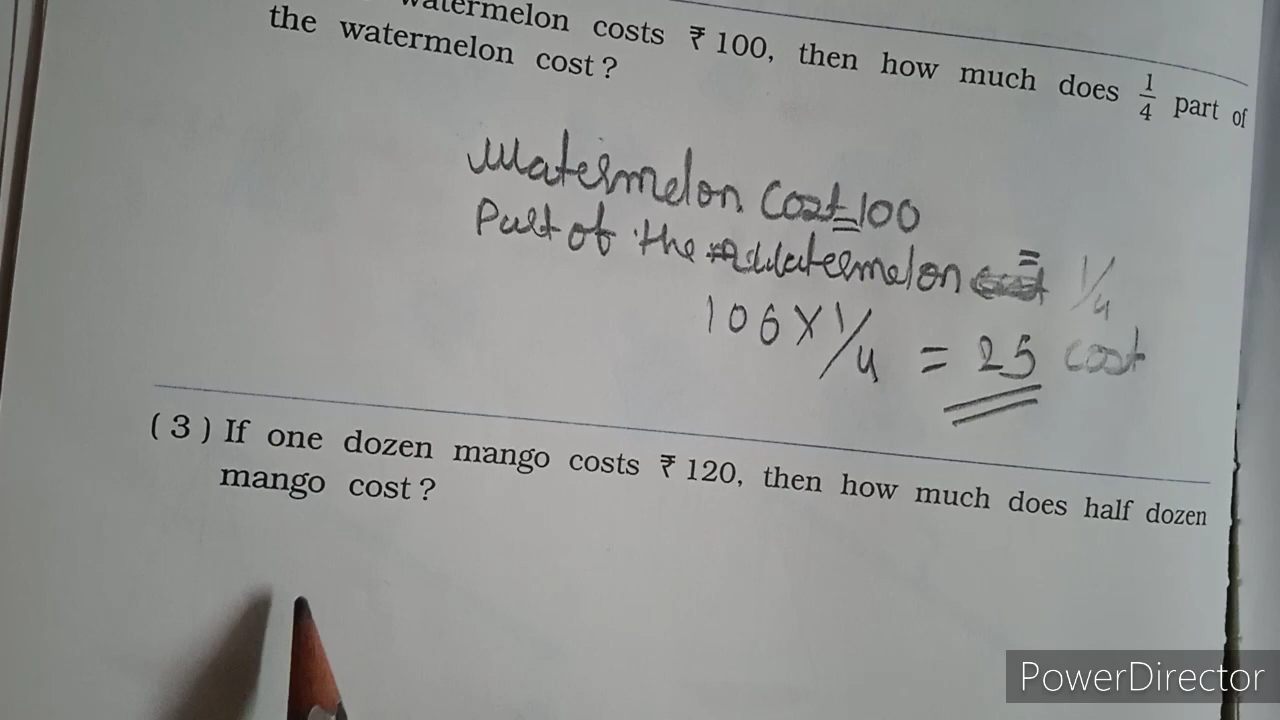 watermelon costs ₹ 100, then how much does 1/4 part of
the watermelon cost ?
Watermelon Cost=100
Part of the Watermelon = 1/4
100 X 1/4 = 25 cost
( 3 ) If one dozen mango costs ₹ 120, then how much does half dozen
mango cost ?
PowerDirector